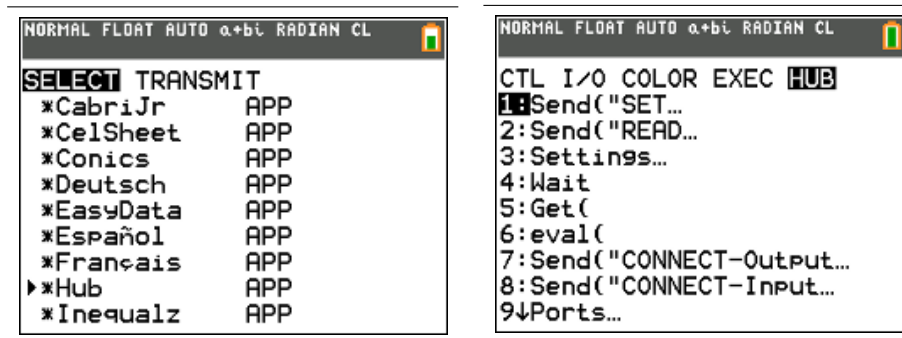 NORMAL FLOAT AUTO a+bi RADIAN CL
SELECT TRANSMIT
*CabriJr APP
*CelSheet APP
*Conics APP
*Deutsch APP
*EasyData APP
*Español APP
*Français APP
▶*Hub APP
*Inequalz APP
NORMAL FLOAT AUTO a+bi RADIAN CL
CTL I/O COLOR EXEC HUB
1:Send("SET…
2:Send("READ…
3:Settings…
4:Wait
5:Get(
6:eval(
7:Send("CONNECT-Output…
8:Send("CONNECT-Input…
9↓Ports…